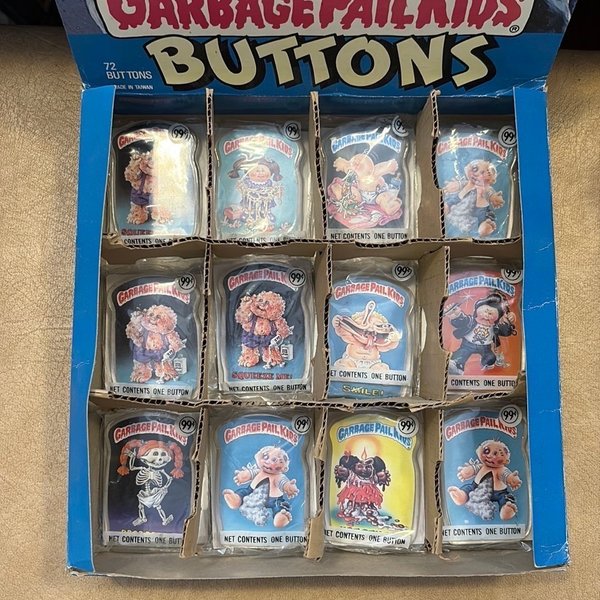 GARBAGE PAIL KIDS®
BUTTONS
72
BUTTONS
MADE IN TAIWAN
99¢
GARBAGE PAIL KIDS
99¢
GARBAGE PAIL KIDS
99¢
GARBAGE PAIL KIDS
99¢
NET CONTENTS ONE BUTTON
NET CONTENTS ONE BUTTON
GARBAGE PAIL KIDS
99¢
GARBAGE PAIL KIDS
99¢
GARBAGE PAIL KIDS
99¢
GARBAGE PAIL KIDS
99¢
SQUEEZE ME!
NET CONTENTS ONE BUTTON
NET CONTENTS ONE BUTTON
NET CONTENTS ONE BUTTON
CONTENTS ONE BUTTON
SMILE!
GARBAGE PAIL KIDS
99¢
GARBAGE PAIL KIDS
99¢
GARBAGE PAIL KIDS
99¢
GARBAGE PAIL KIDS
99¢
NET CONTENTS ONE BUTTON
NET CONTENTS ONE BUTTON
NET CONTENTS ONE BUTTON
NET CONTENTS ONE BUTTON